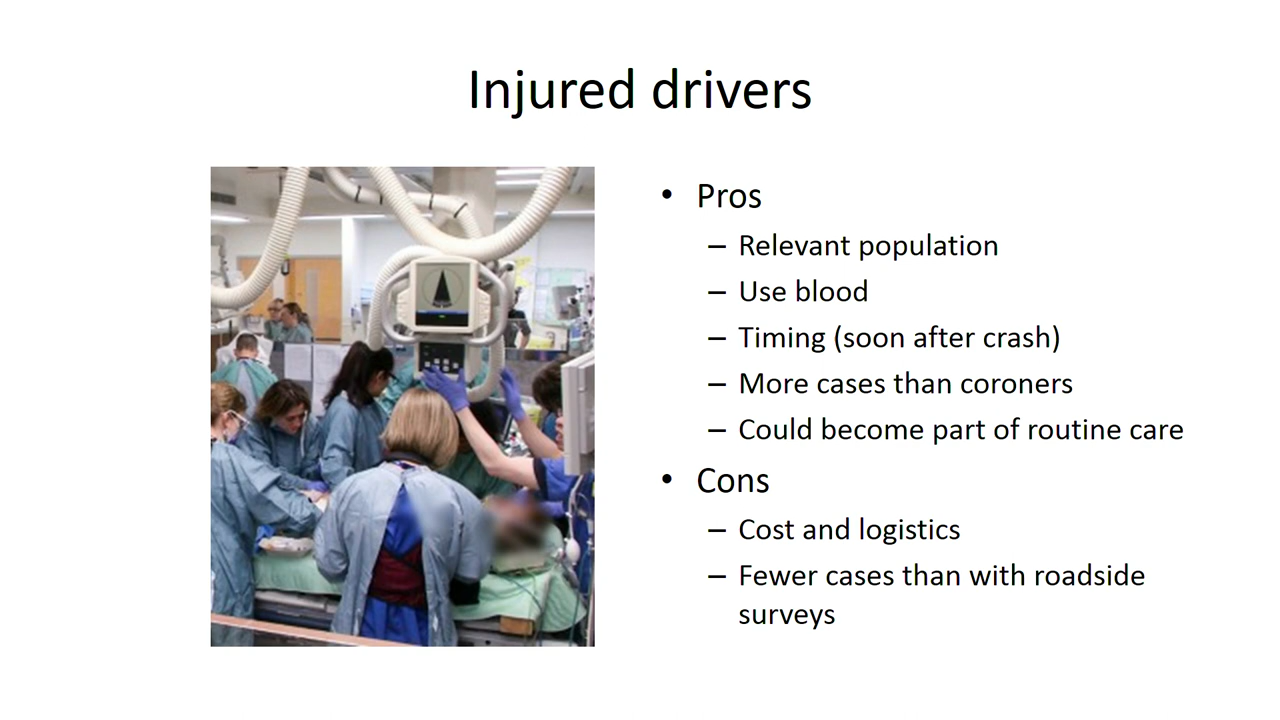 Injured drivers
• Pros
– Relevant population
– Use blood
– Timing (soon after crash)
– More cases than coroners
– Could become part of routine care
• Cons
– Cost and logistics
– Fewer cases than with roadside
surveys